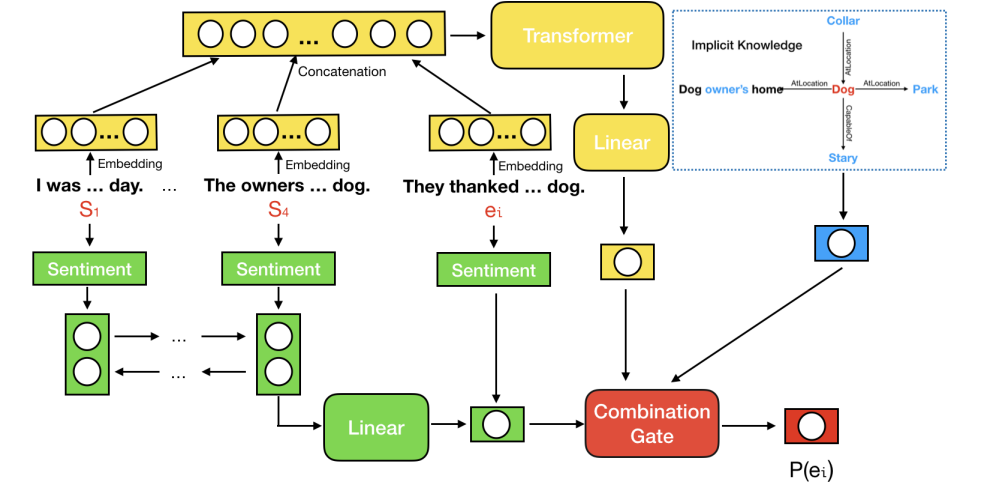 ...
Concatenation
Transformer
Linear
Implicit Knowledge
Collar
AtLocation
Dog owner's home
AtLocation
Dog
AtLocation
Park
CapableOf
Stary
...
Embedding
...
Embedding
...
Embedding
I was ... day.
...
The owners ... dog.
They thanked ... dog.
S1
S4
ei
Sentiment
Sentiment
Sentiment
...
...
Linear
Combination
Gate
P(ei)